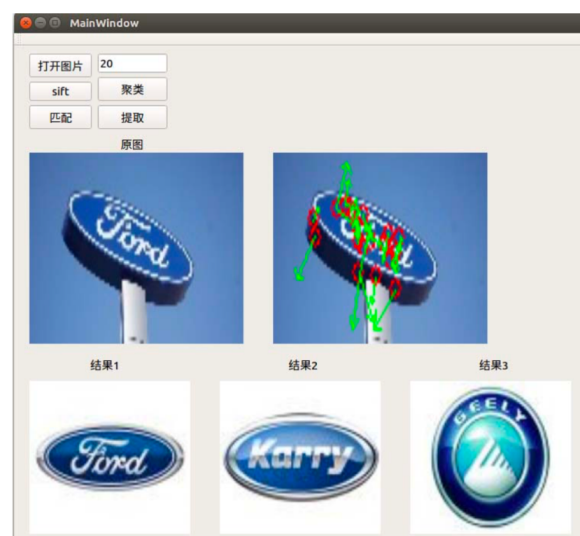 MainWindow
打开图片 20
sift 聚类
匹配 提取
原图
Ford
Ford
结果1 结果2 结果3
Ford Karry GEELY